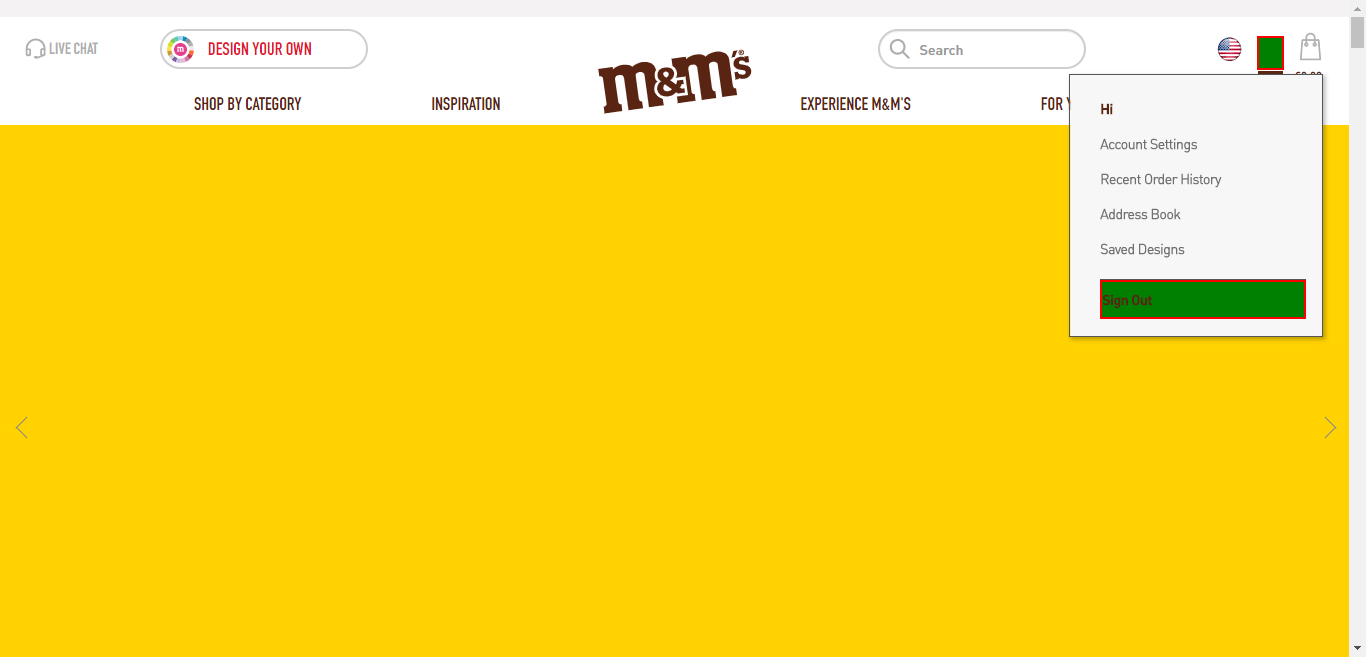 LIVE CHAT
DESIGN YOUR OWN
Search
SHOP BY CATEGORY
INSPIRATION
m&m's®
EXPERIENCE M&M'S
FOR
Hi
Account Settings
Recent Order History
Address Book
Saved Designs
Sign Out